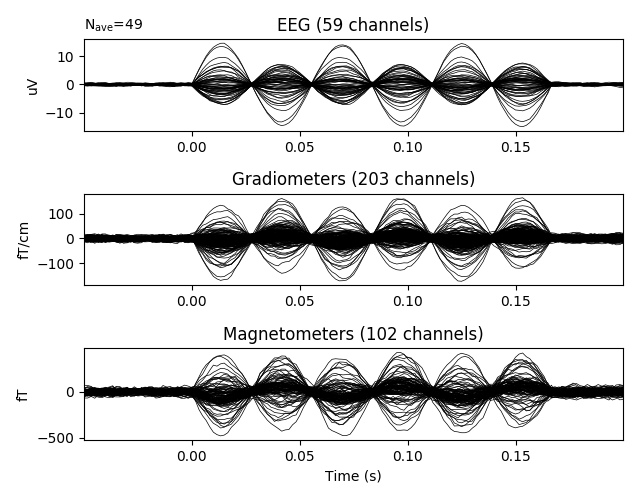 Nave=49
EEG (59 channels)
10
0
−10
uV
0.00 0.05 0.10 0.15
Gradiometers (203 channels)
100
0
−100
fT/cm
0.00 0.05 0.10 0.15
Magnetometers (102 channels)
0
−500
fT
0.00 0.05 0.10 0.15
Time (s)